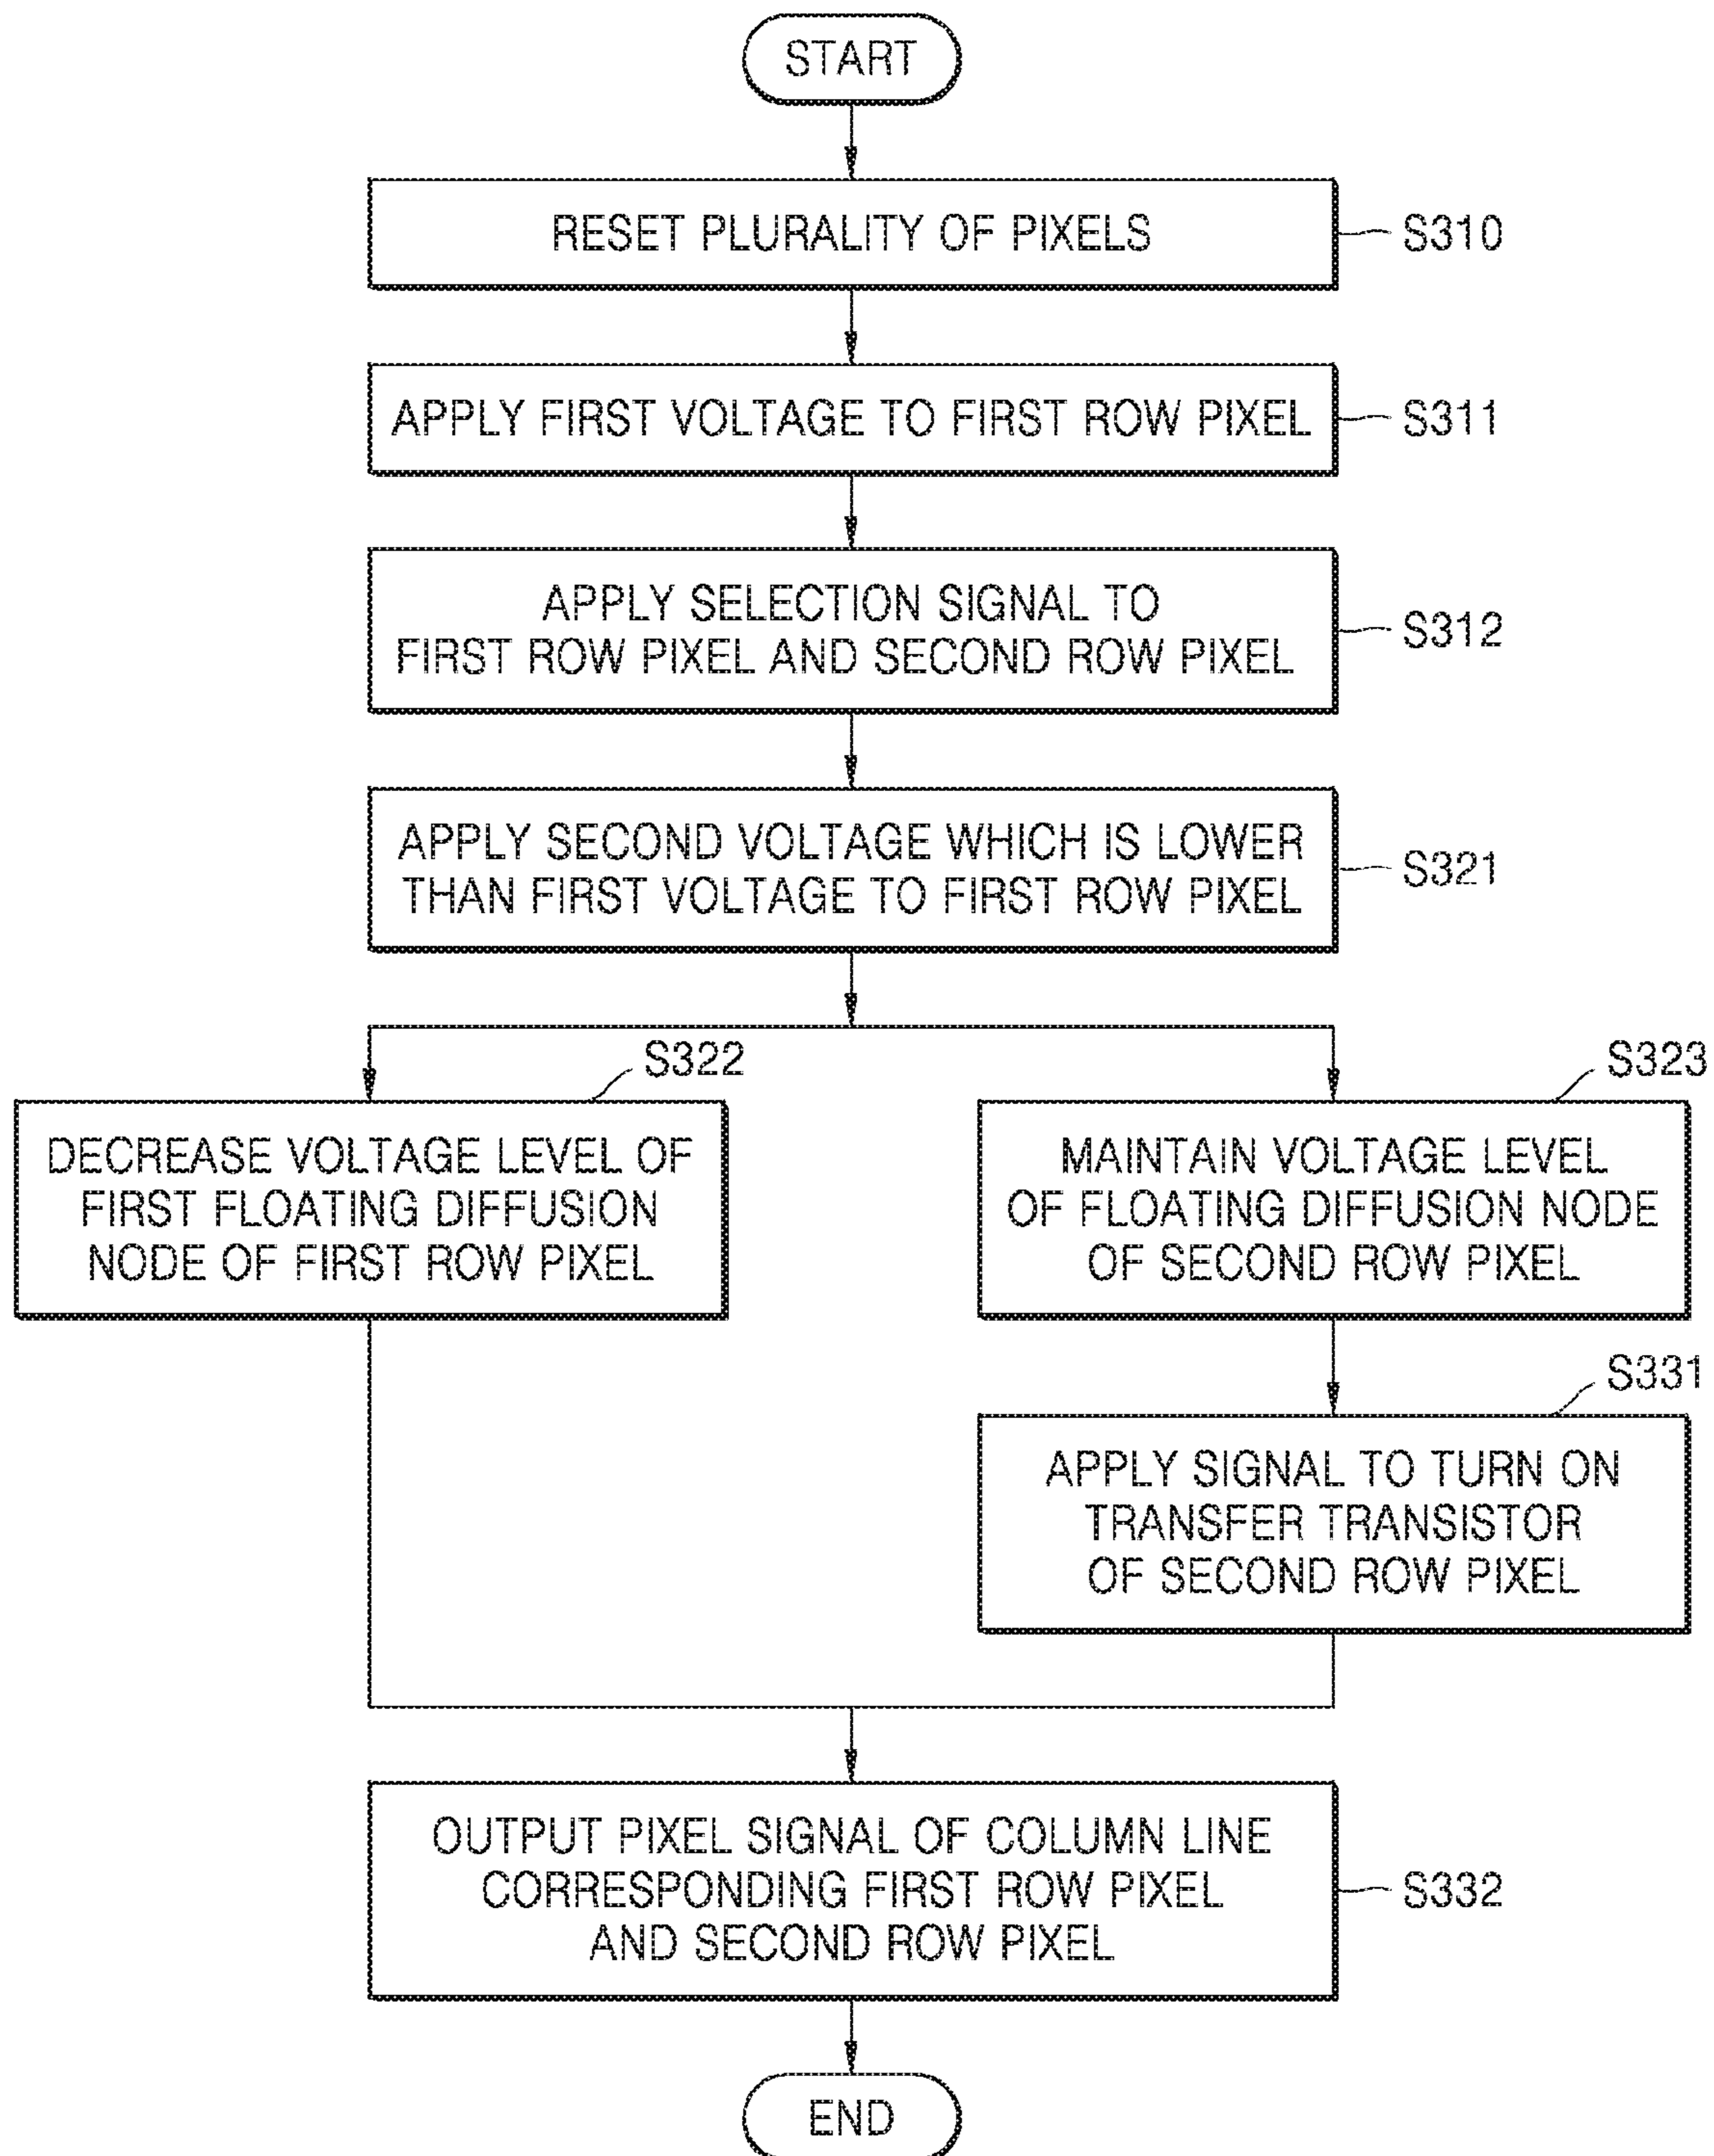 START
RESET PLURALITY OF PIXELS
S310
APPLY FIRST VOLTAGE TO FIRST ROW PIXEL
S311
APPLY SELECTION SIGNAL TO
FIRST ROW PIXEL AND SECOND ROW PIXEL
S312
APPLY SECOND VOLTAGE WHICH IS LOWER
THAN FIRST VOLTAGE TO FIRST ROW PIXEL
S321
S322
DECREASE VOLTAGE LEVEL OF
FIRST FLOATING DIFFUSION
NODE OF FIRST ROW PIXEL
S323
MAINTAIN VOLTAGE LEVEL
OF FLOATING DIFFUSION NODE
OF SECOND ROW PIXEL
S331
APPLY SIGNAL TO TURN ON
TRANSFER TRANSISTOR
OF SECOND ROW PIXEL
OUTPUT PIXEL SIGNAL OF COLUMN LINE
CORRESPONDING FIRST ROW PIXEL
AND SECOND ROW PIXEL
S332
END